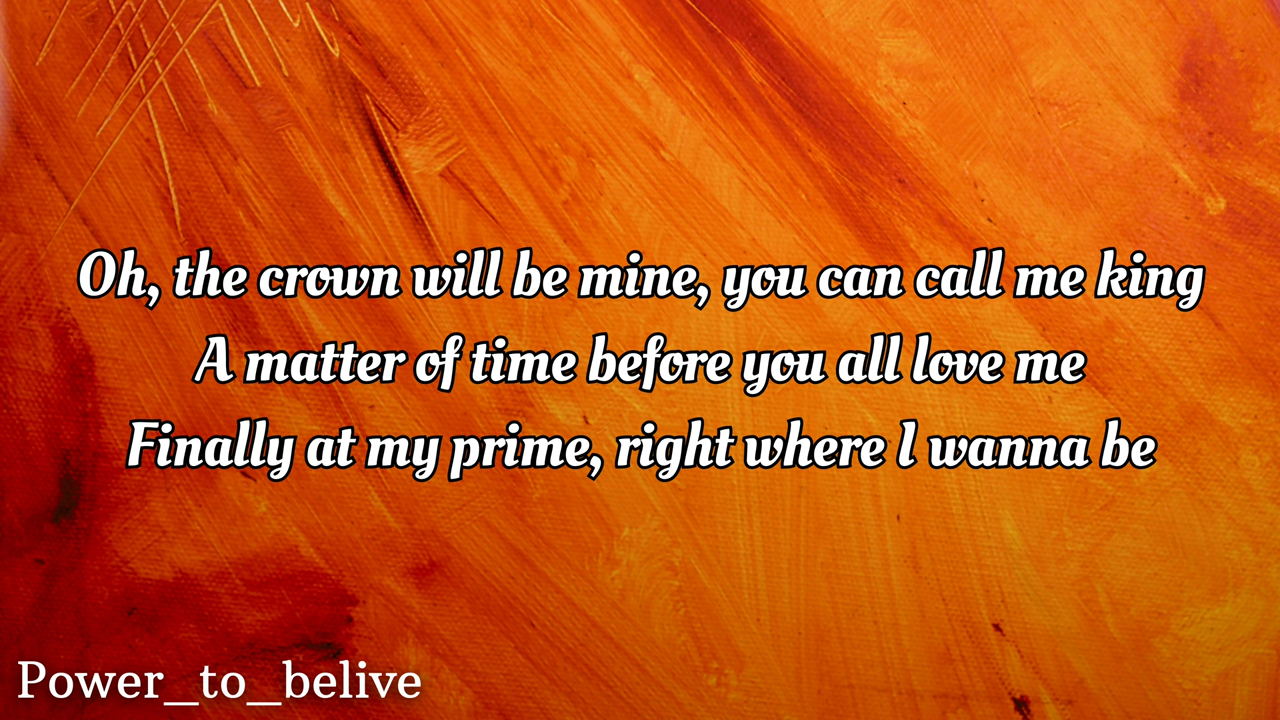 Oh, the crown will be mine, you can call me king
A matter of time before you all love me
Finally at my prime, right where I wanna be
Power_to_belive